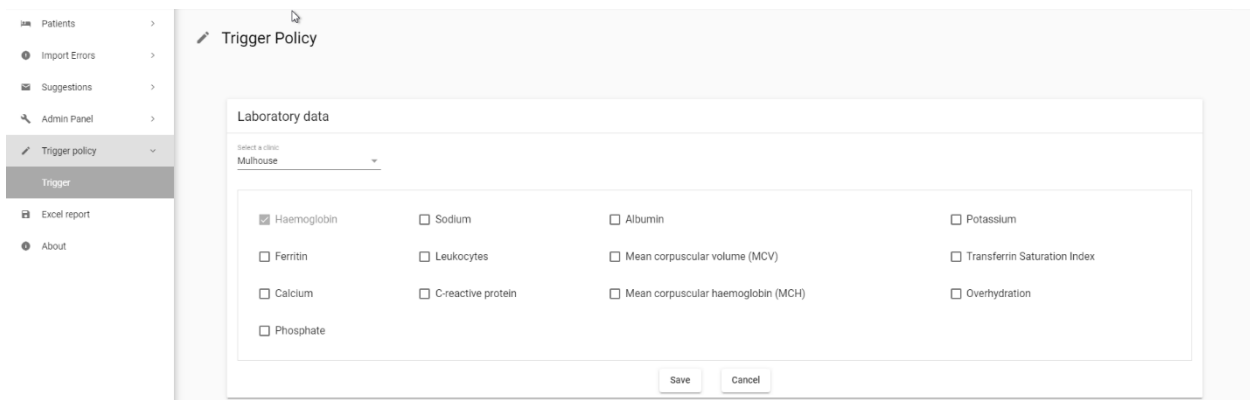 Patients
Import Errors
Suggestions
Admin Panel
Trigger policy
Trigger
Excel report
About
Trigger Policy
Laboratory data
Select a clinic
Mulhouse
Haemoglobin Sodium Albumin Potassium
Ferritin Leukocytes Mean corpuscular volume (MCV) Transferrin Saturation Index
Calcium C-reactive protein Mean corpuscular haemoglobin (MCH) Overhydration
Phosphate
Save Cancel